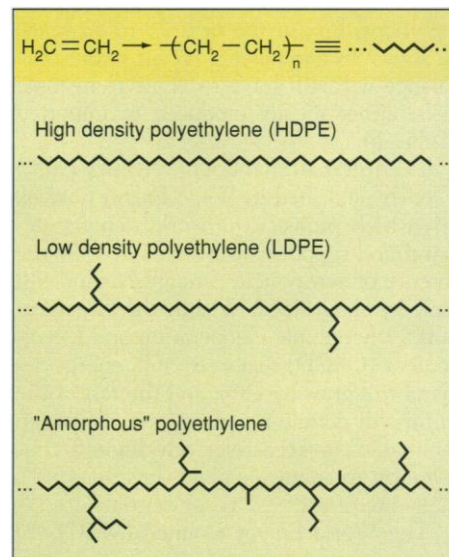 H₂C=CH₂ → –(CH₂–CH₂)–ₙ ≡ ... ...
High density polyethylene (HDPE)
... ...
Low density polyethylene (LDPE)
... ...
"Amorphous" polyethylene
... ...